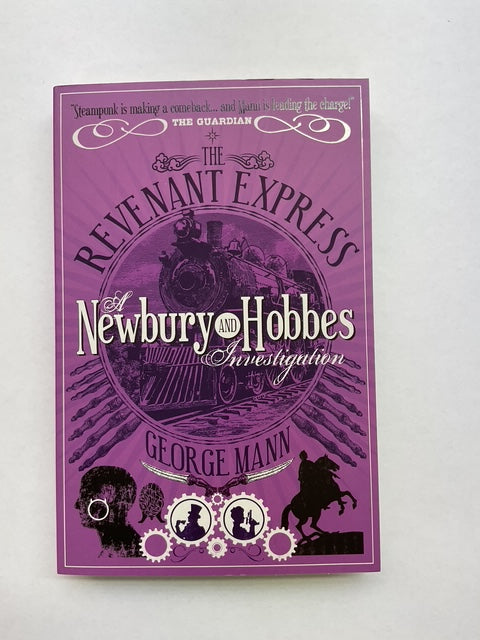 "Steampunk is making a comeback... and Mann is leading the charge!"
THE GUARDIAN
THE
REVENANT EXPRESS
A
Newbury AND Hobbes
Investigation
GEORGE MANN